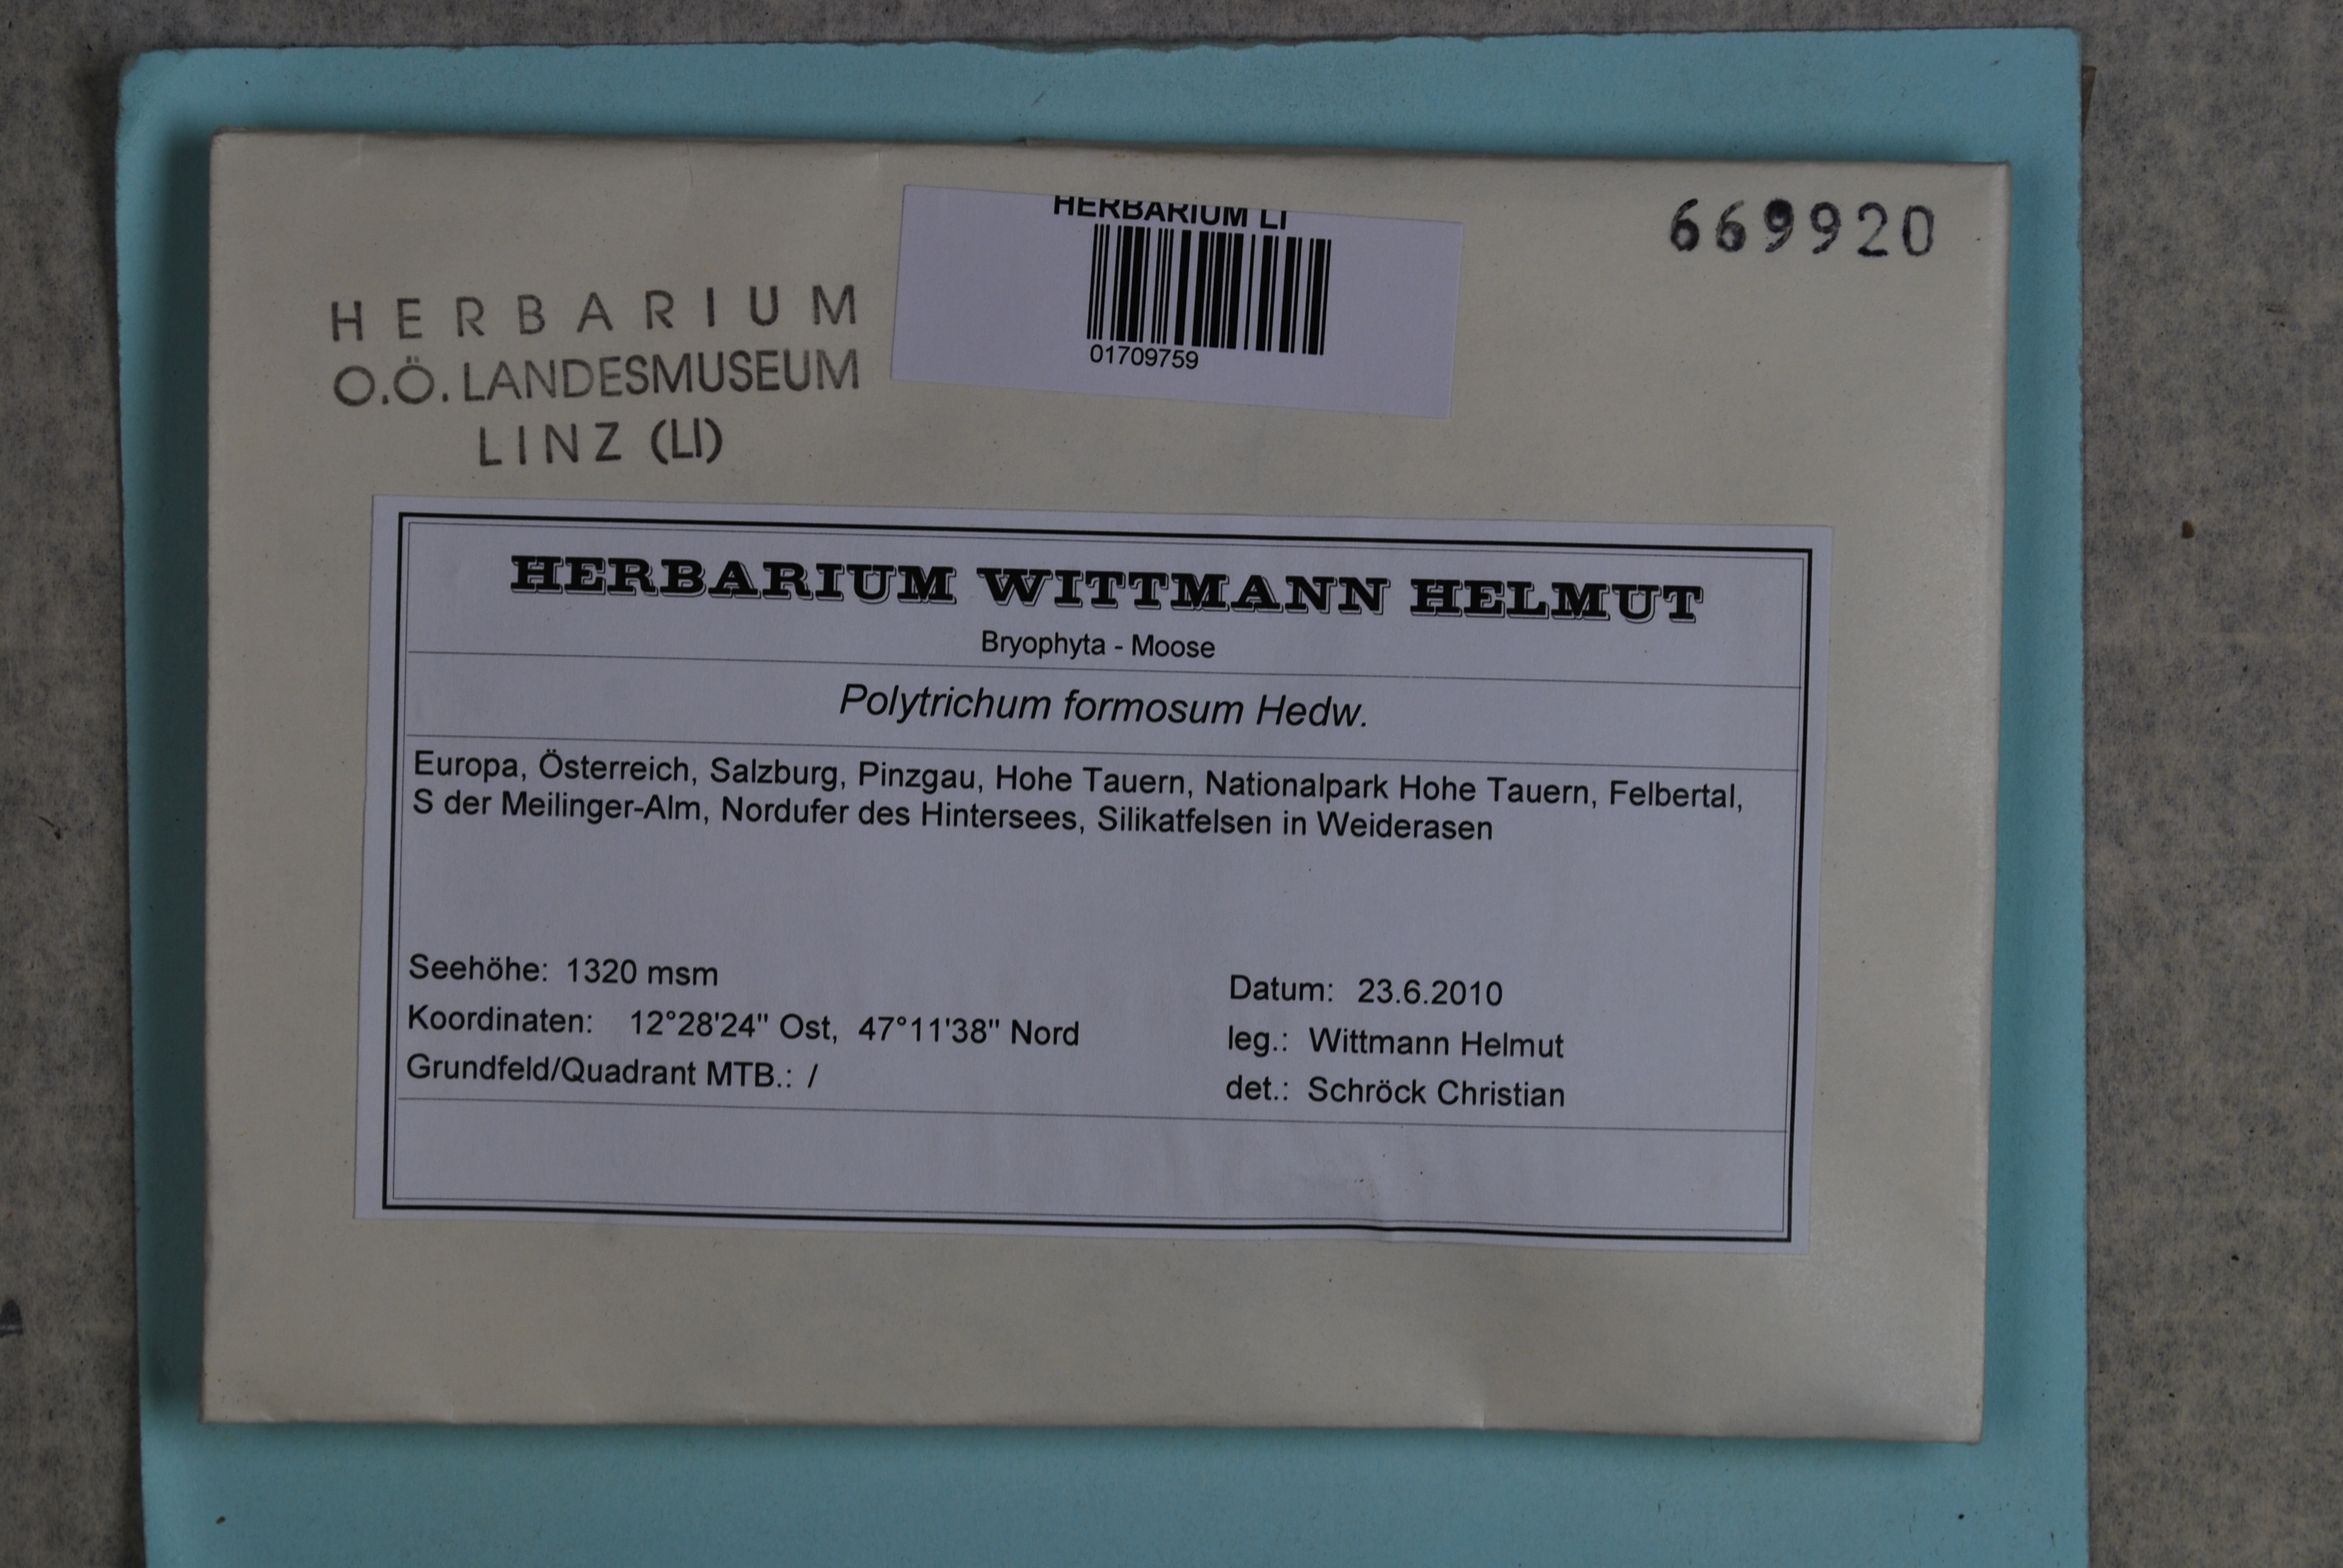 HERBARIUM LI
01709759
669920
HERBARIUM
O.Ö. LANDESMUSEUM
LINZ (LI)
HERBARIUM WITTMANN HELMUT
Bryophyta - Moose
Polytrichum formosum Hedw.
Europa, Österreich, Salzburg, Pinzgau, Hohe Tauern, Nationalpark Hohe Tauern, Felbertal,
S der Meilinger-Alm, Nordufer des Hintersees, Silikatfelsen in Weiderasen
Seehöhe: 1320 msm
Koordinaten: 12°28'24" Ost, 47°11'38" Nord
Grundfeld/Quadrant MTB.: /
Datum: 23.6.2010
leg.: Wittmann Helmut
det.: Schröck Christian